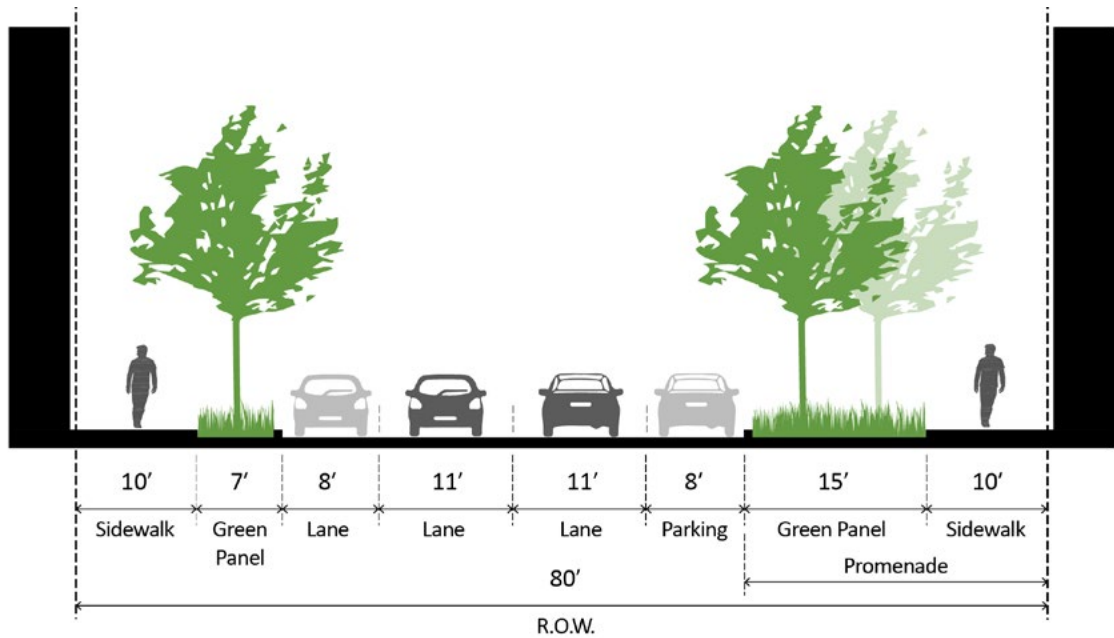 10’ 7’ 8’ 11’ 11’ 8’ 15’ 10’
Sidewalk Green Lane Lane Lane Parking Green Panel Sidewalk
Panel
Promenade
80’
R.O.W.